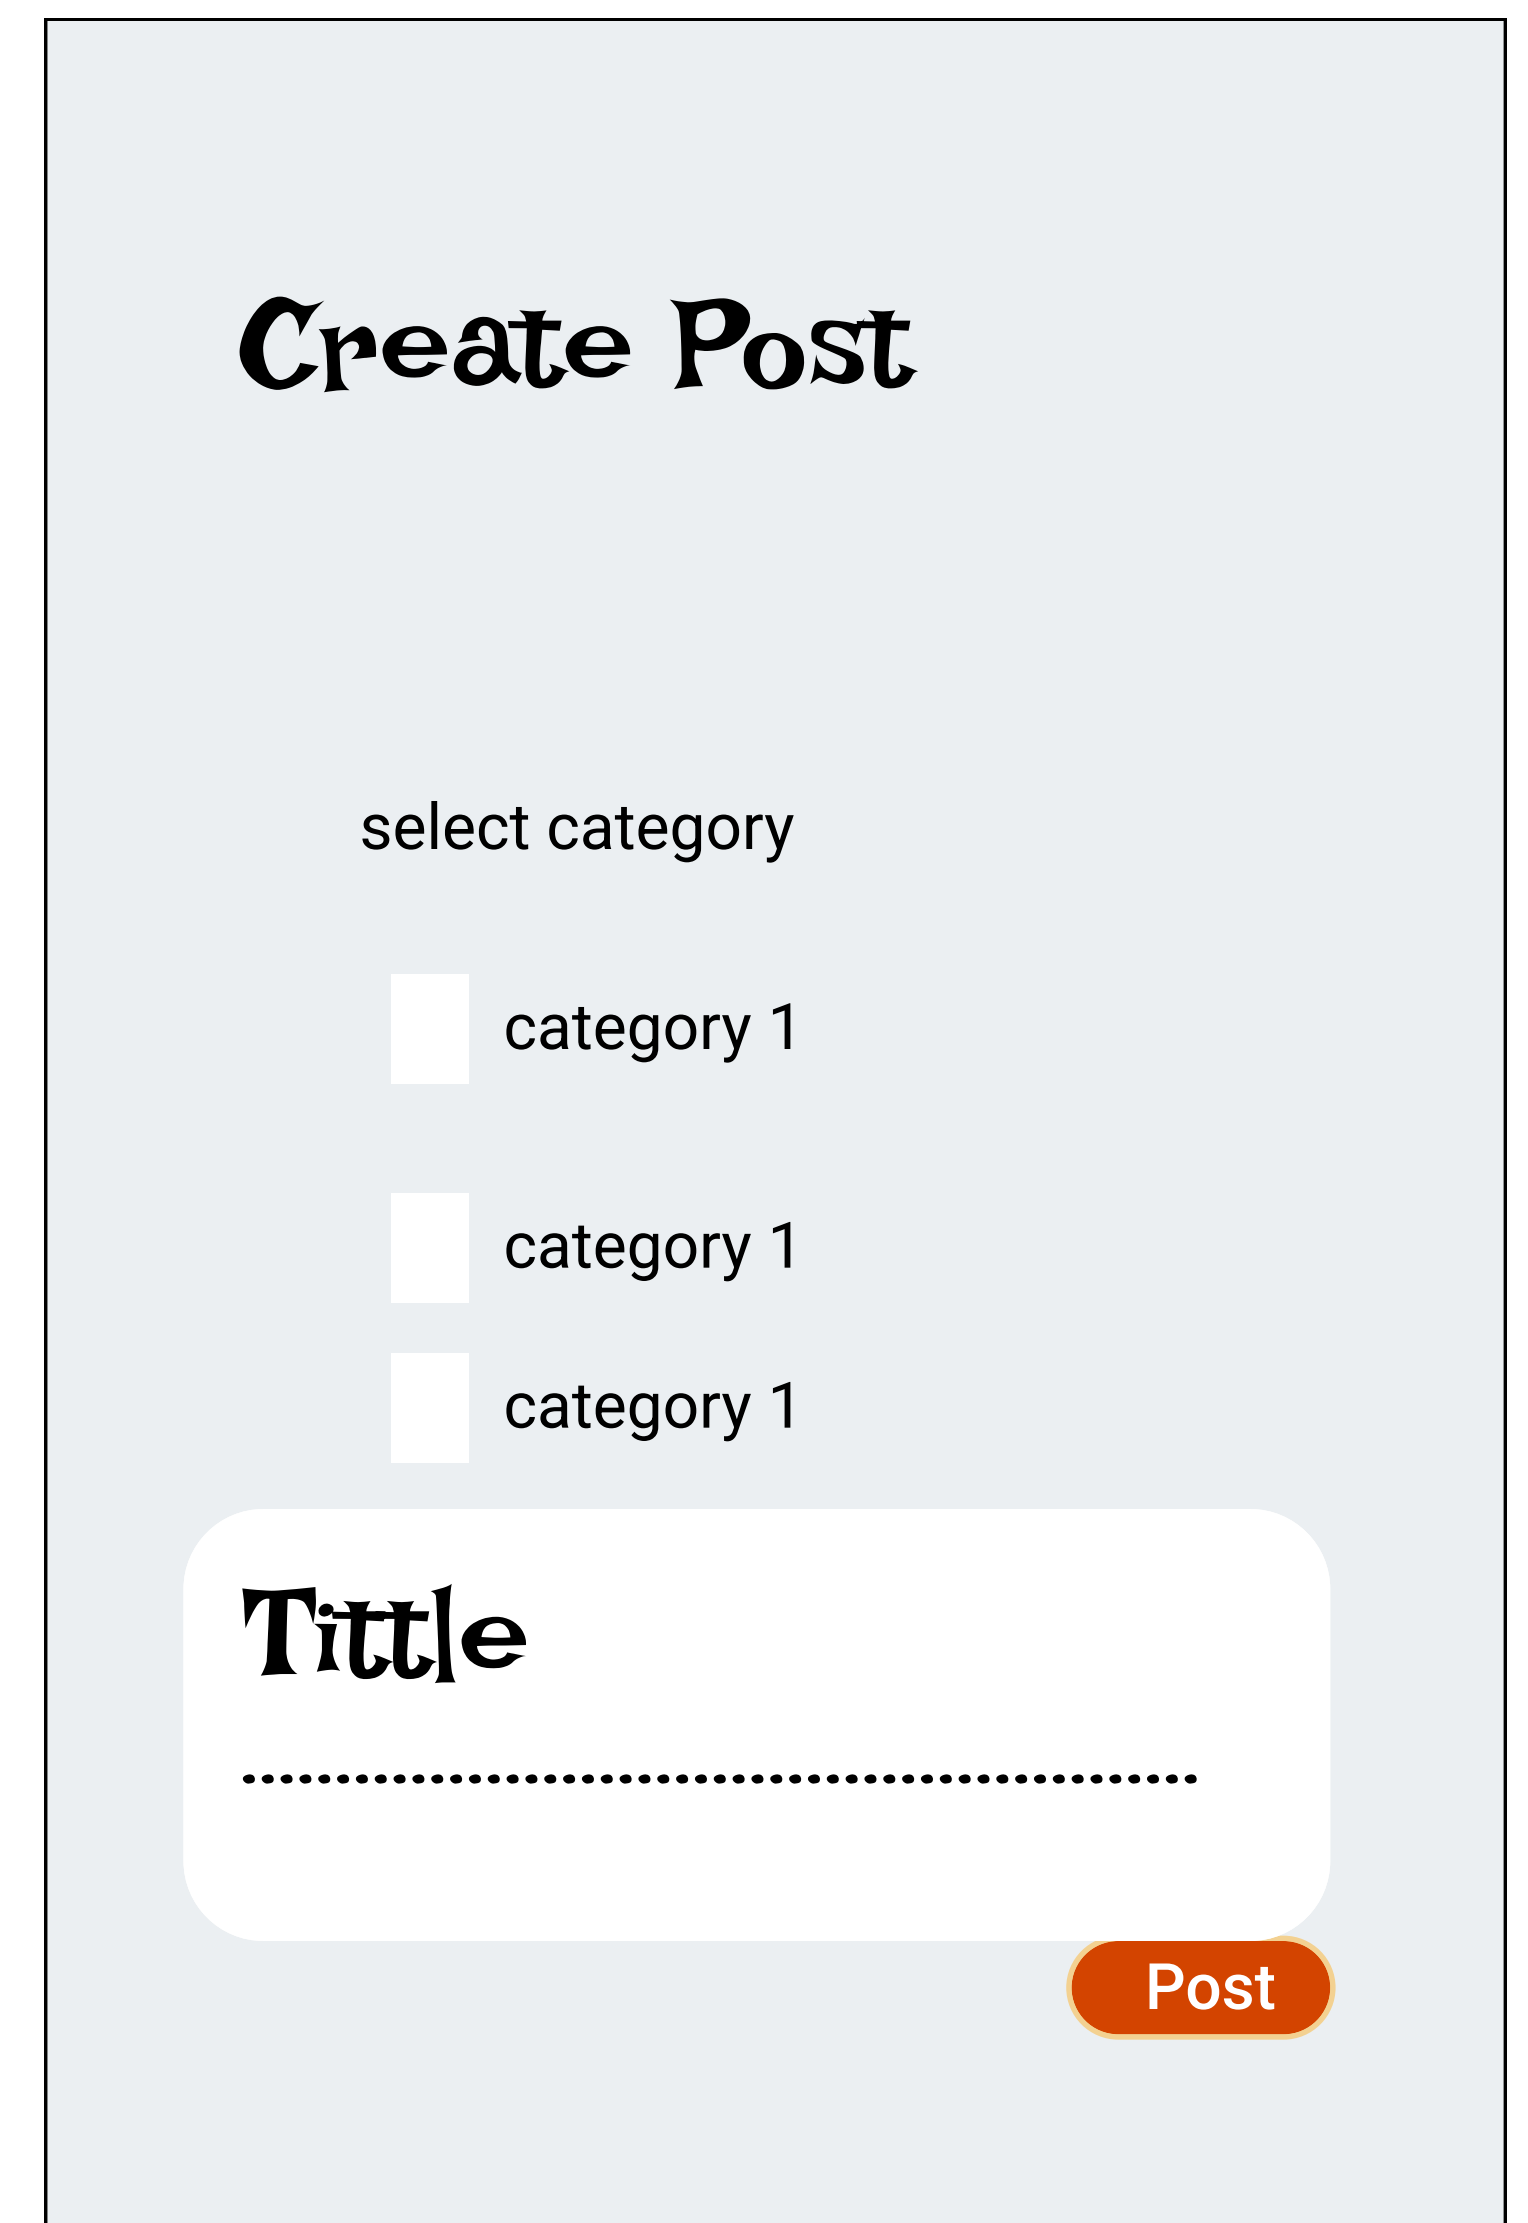 Create Post
select category
category 1
category 1
category 1
Tittle
...................................................
Post